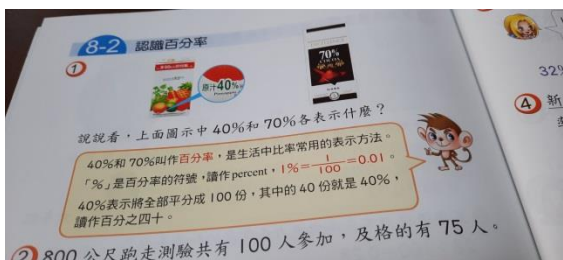 8-2 認識百分率
①
原汁40%
70%
說說看，上面圖示中40%和70%各表示什麼？
40%和70%叫作百分率，是生活中比率常用的表示方法。
「%」是百分率的符號，讀作percent，1%=1/100=0.01。
40%表示將全部平分成100份，其中的40份就是40%，
讀作百分之四十。
② 800公尺跑走測驗共有100人參加，及格的有75人。
32%
④ 新